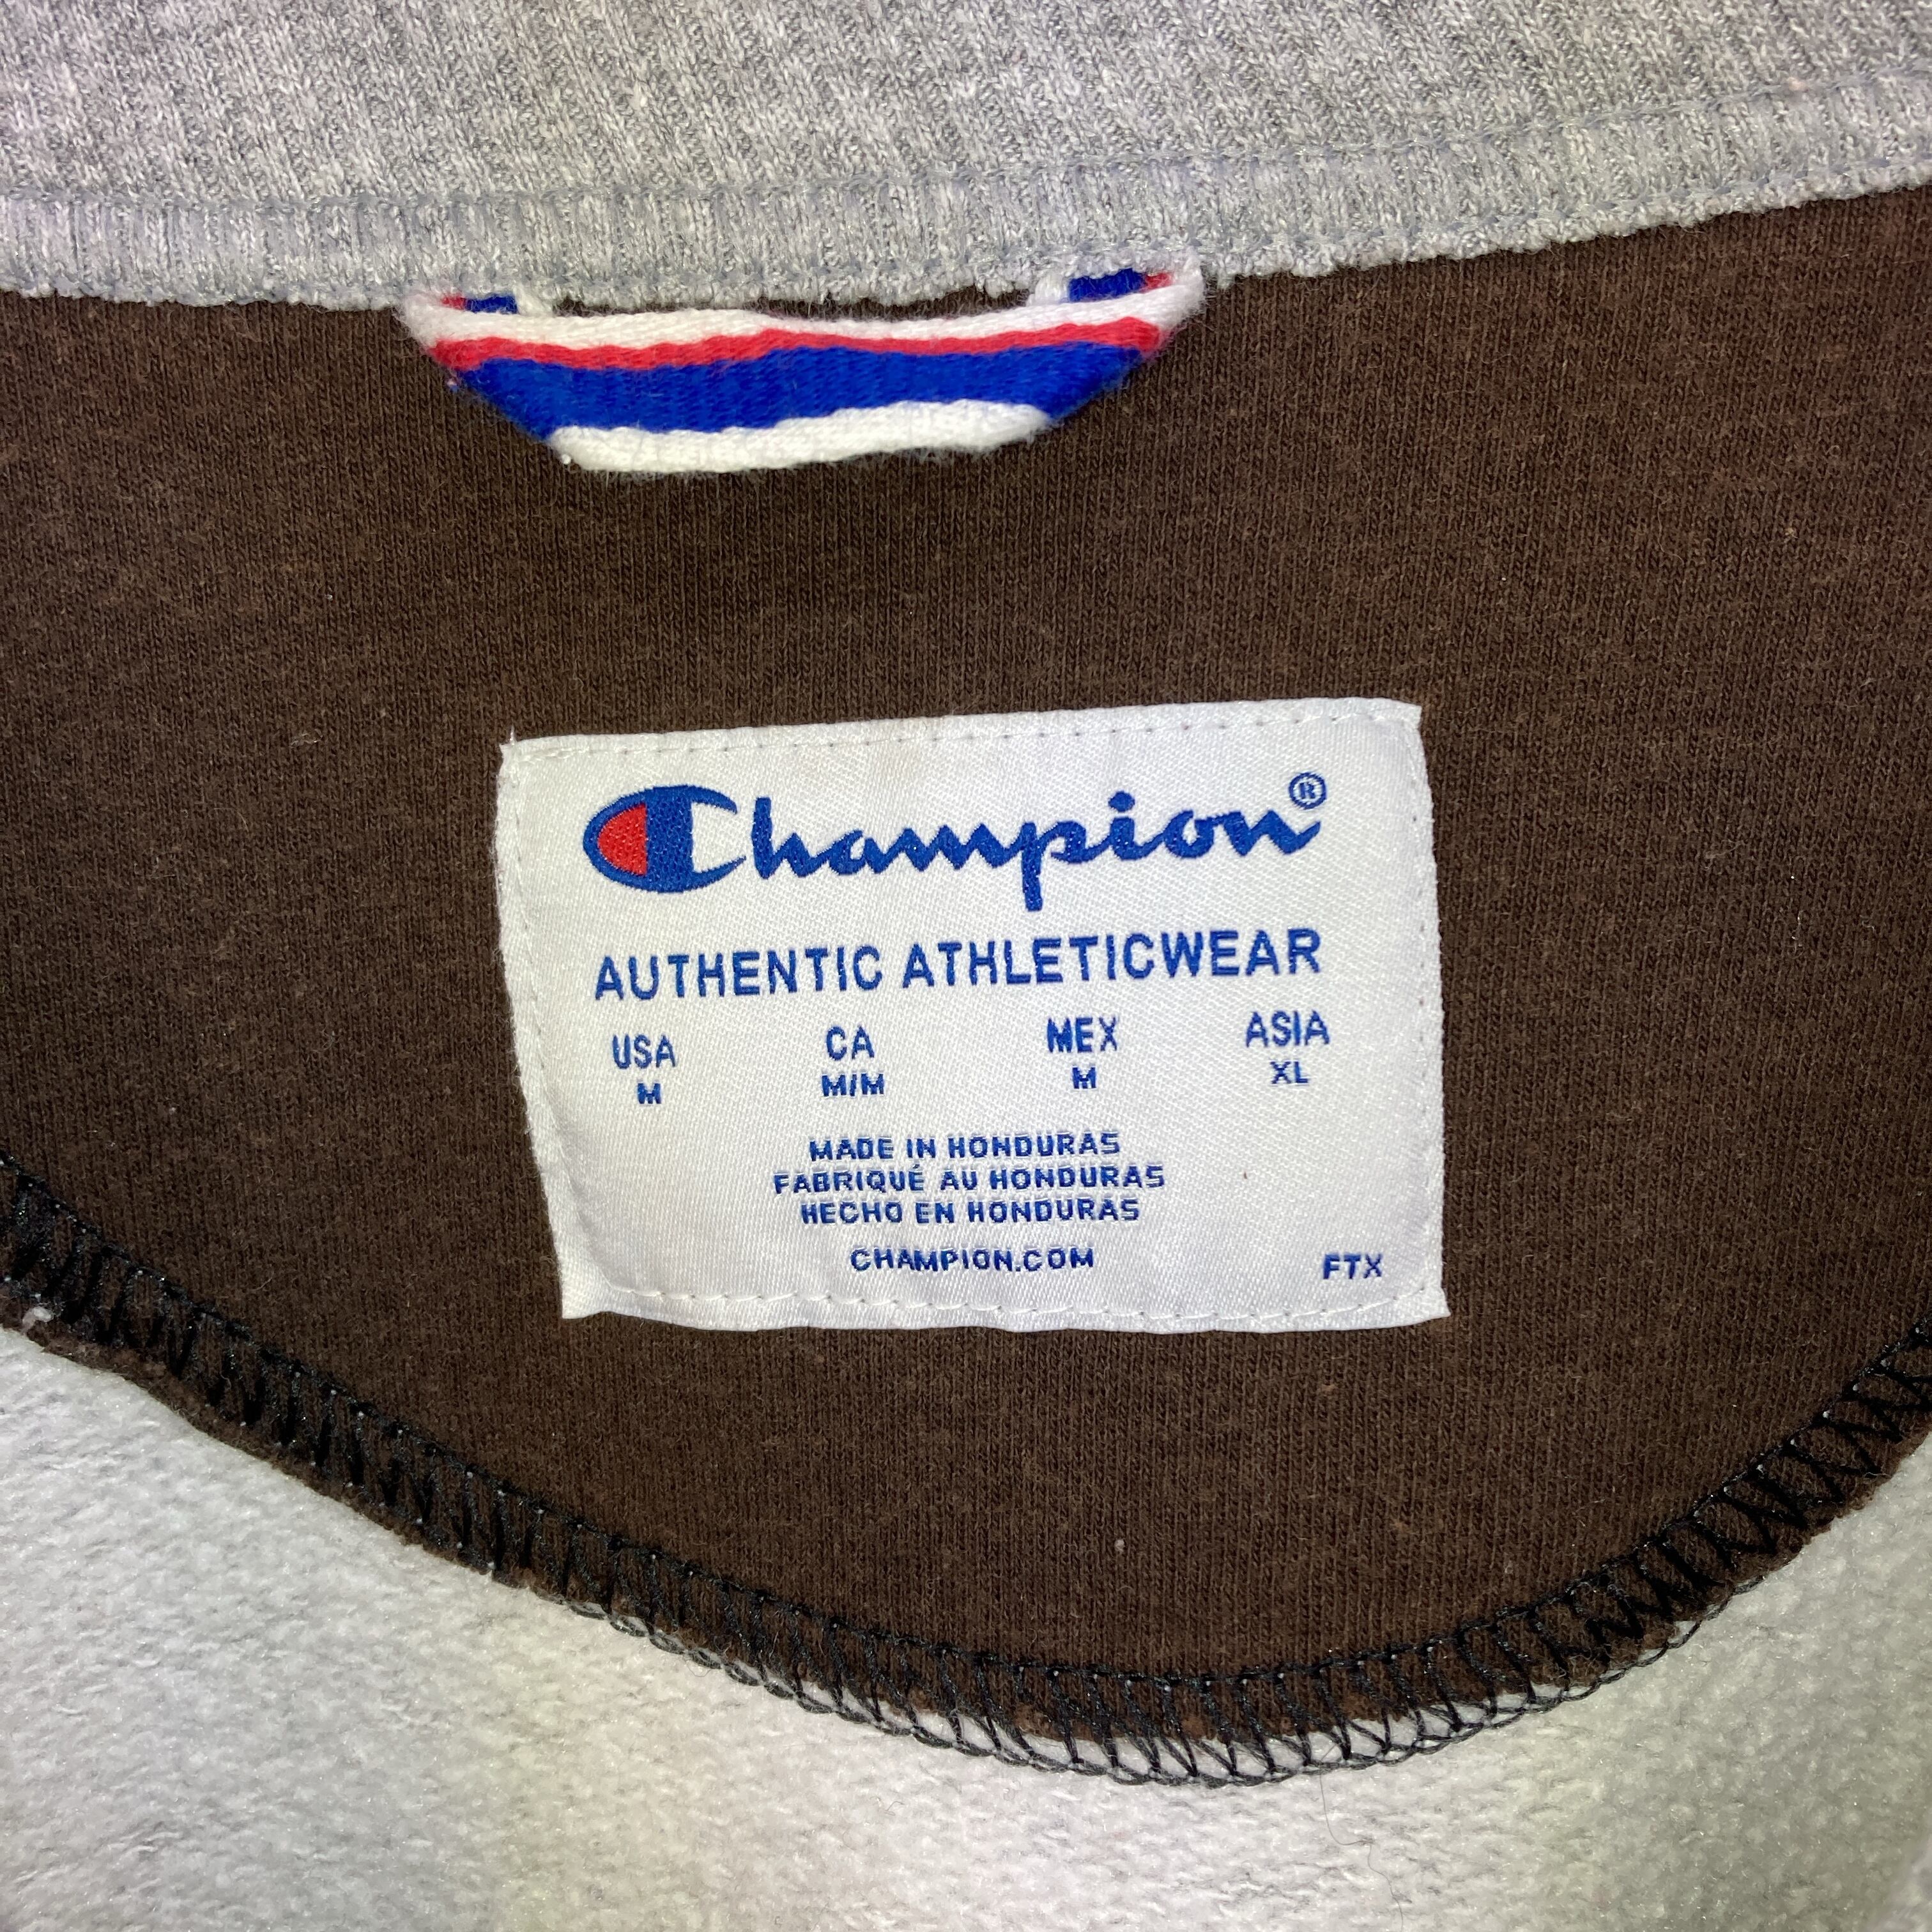 Champion®
AUTHENTIC ATHLETICWEAR
USA CA MEX ASIA
M M/M M XL
MADE IN HONDURAS
FABRIQUÉ AU HONDURAS
HECHO EN HONDURAS
CHAMPION.COM FTX